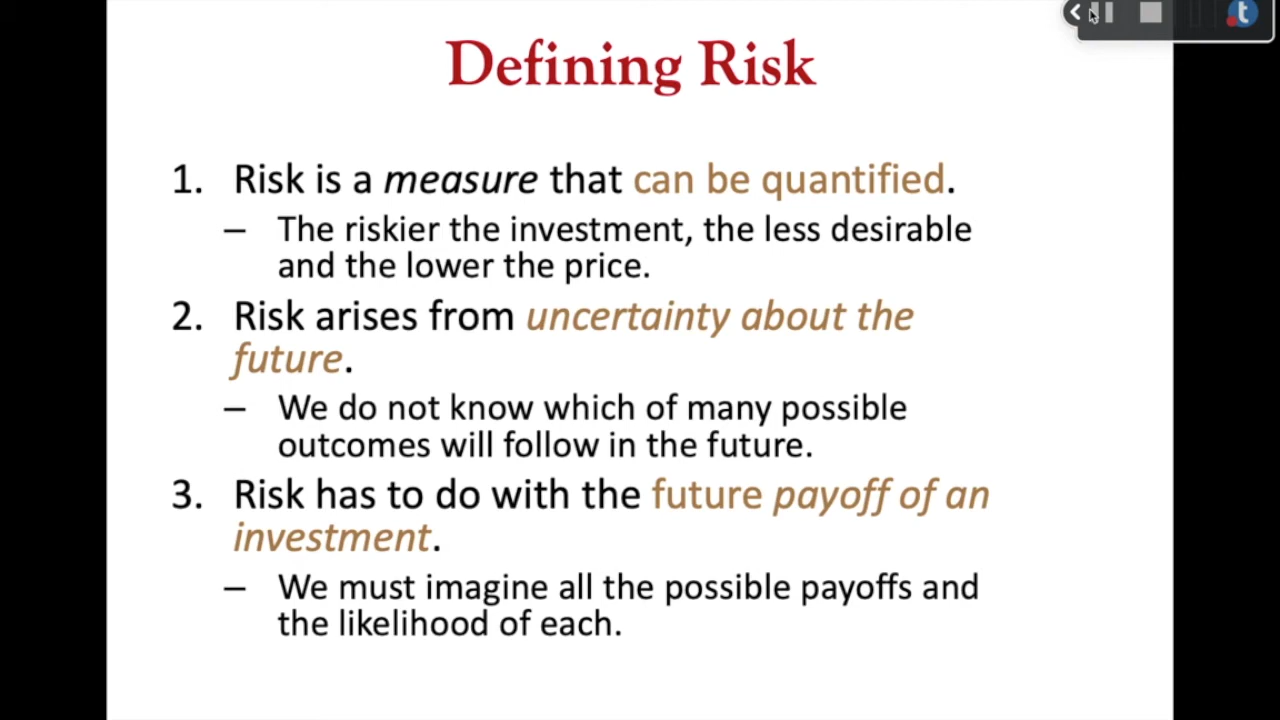 Defining Risk
1. Risk is a measure that can be quantified.
– The riskier the investment, the less desirable
and the lower the price.
2. Risk arises from uncertainty about the
future.
– We do not know which of many possible
outcomes will follow in the future.
3. Risk has to do with the future payoff of an
investment.
– We must imagine all the possible payoffs and
the likelihood of each.
t